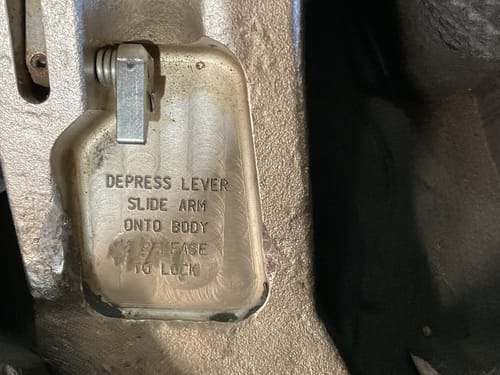 DEPRESS LEVER
SLIDE ARM
ONTO BODY
RELEASE
TO LOCK